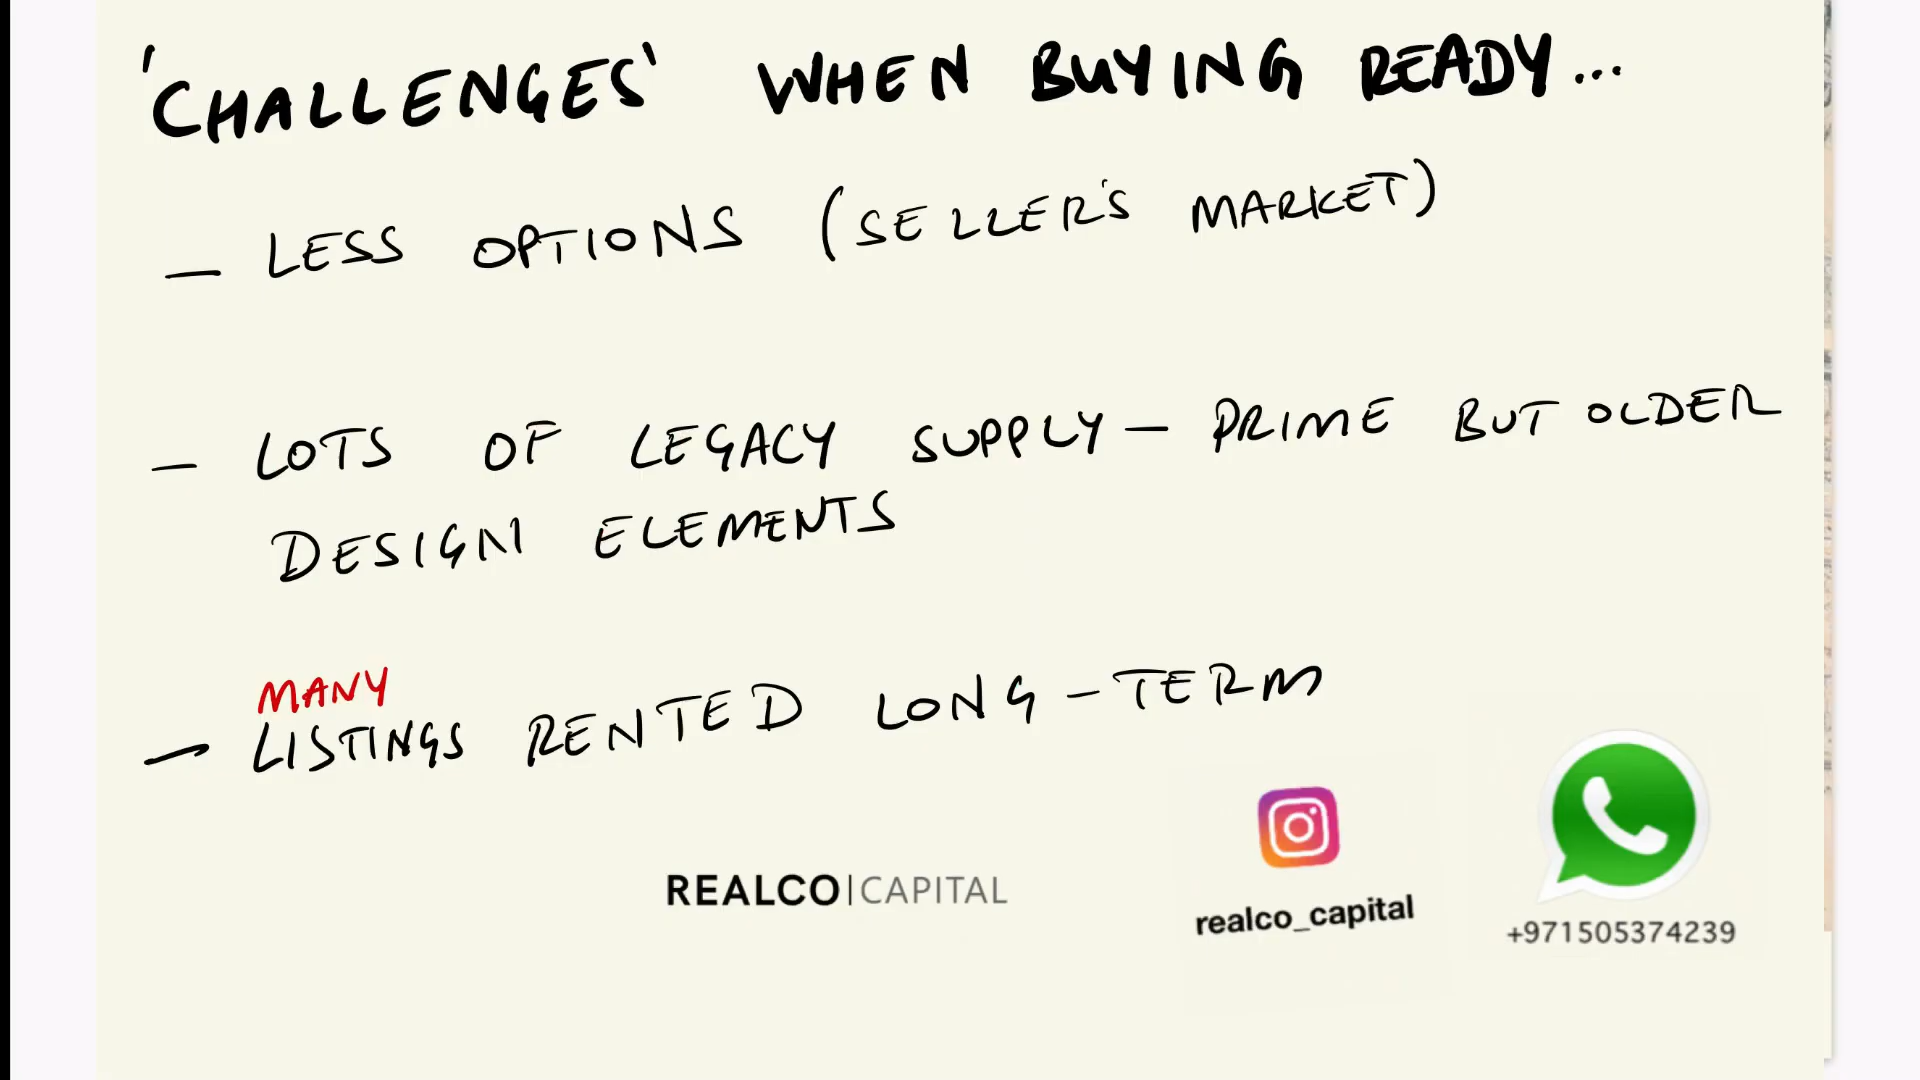 'CHALLENGES' WHEN BUYING READY...
— LESS OPTIONS (SELLER'S MARKET)
— LOTS OF LEGACY SUPPLY — PRIME BUT OLDER
DESIGN ELEMENTS
MANY
— LISTINGS RENTED LONG-TERM
REALCO|CAPITAL
realco_capital
+971505374239